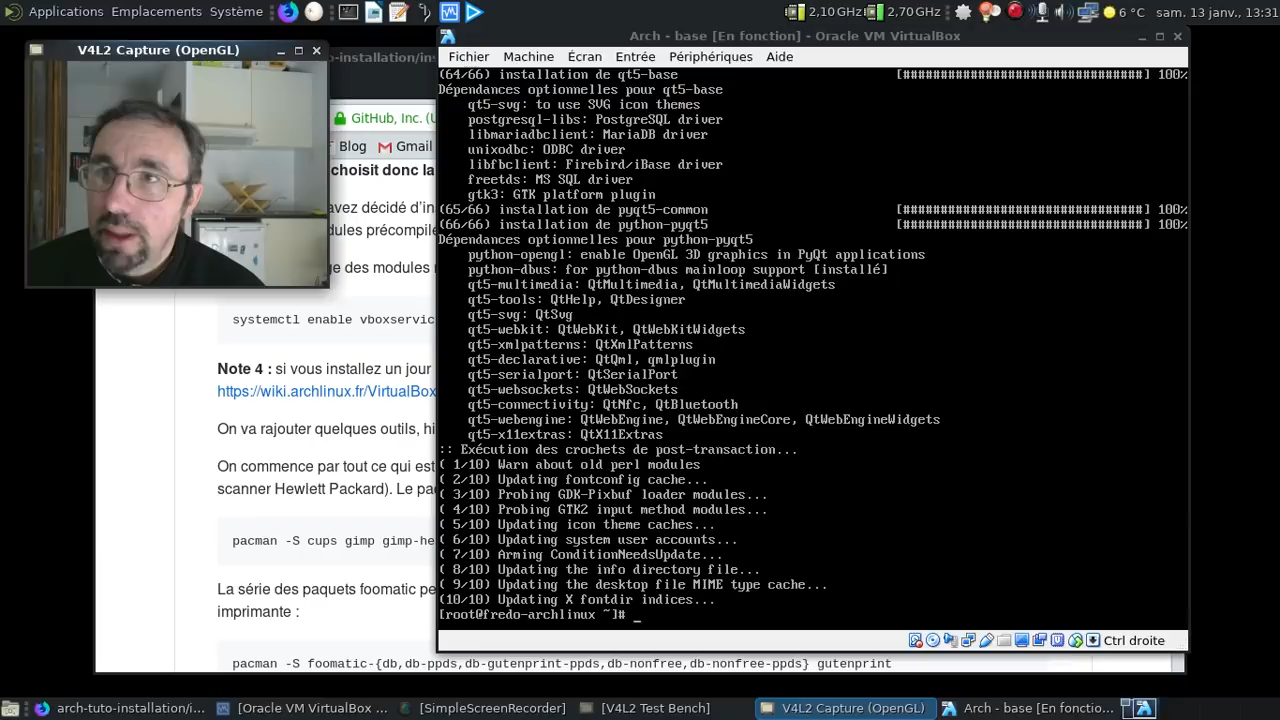 Applications Emplacements Système
2,10 GHz 2,70 GHz 6 °C sam. 13 janv., 13:31
V4L2 Capture (OpenGL)
tuto-installation/in
GitHub, Inc. (U
Blog Gmail
choisit donc la
avez décidé d'in
dules précompilé
ge des modules
systemctl enable vboxservic
Note 4 : si vous installez un jour
https://wiki.archlinux.fr/VirtualBox
On va rajouter quelques outils, hi
On commence par tout ce qui est
scanner Hewlett Packard). Le pa
pacman -S cups gimp gimp-he
La série des paquets foomatic pe
imprimante :
pacman -S foomatic-{db,db-ppds,db-gutenprint-ppds,db-nonfree,db-nonfree-ppds} gutenprint
Arch - base [En fonction] - Oracle VM VirtualBox
Fichier Machine Écran Entrée Périphériques Aide
(64/66) installation de qt5-base [################################] 100%
Dépendances optionnelles pour qt5-base
qt5-svg: to use SVG icon themes
postgresql-libs: PostgreSQL driver
libmariadbclient: MariaDB driver
unixodbc: ODBC driver
libfbclient: Firebird/iBase driver
freetds: MS SQL driver
gtk3: GTK platform plugin
(65/66) installation de pyqt5-common [################################] 100%
(66/66) installation de python-pyqt5 [################################] 100%
Dépendances optionnelles pour python-pyqt5
python-opengl: enable OpenGL 3D graphics in PyQt applications
python-dbus: for python-dbus mainloop support [installé]
qt5-multimedia: QtMultimedia, QtMultimediaWidgets
qt5-tools: QtHelp, QtDesigner
qt5-svg: QtSvg
qt5-webkit: QtWebKit, QtWebKitWidgets
qt5-xmlpatterns: QtXmlPatterns
qt5-declarative: QtQml, qmlplugin
qt5-serialport: QtSerialPort
qt5-websockets: QtWebSockets
qt5-connectivity: QtNfc, QtBluetooth
qt5-webengine: QtWebEngine, QtWebEngineCore, QtWebEngineWidgets
qt5-x11extras: QtX11Extras
:: Exécution des crochets de post-transaction...
( 1/10) Warn about old perl modules
( 2/10) Updating fontconfig cache...
( 3/10) Probing GDK-Pixbuf loader modules...
( 4/10) Probing GTK2 input method modules...
( 5/10) Updating icon theme caches...
( 6/10) Updating system user accounts...
( 7/10) Arming ConditionNeedsUpdate...
( 8/10) Updating the info directory file...
( 9/10) Updating the desktop file MIME type cache...
(10/10) Updating X fontdir indices...
[root@fredo-archlinux ~]# _
Ctrl droite
arch-tuto-installation/i... [Oracle VM VirtualBox ... [SimpleScreenRecorder] [V4L2 Test Bench] V4L2 Capture (OpenGL) Arch - base [En fonction...